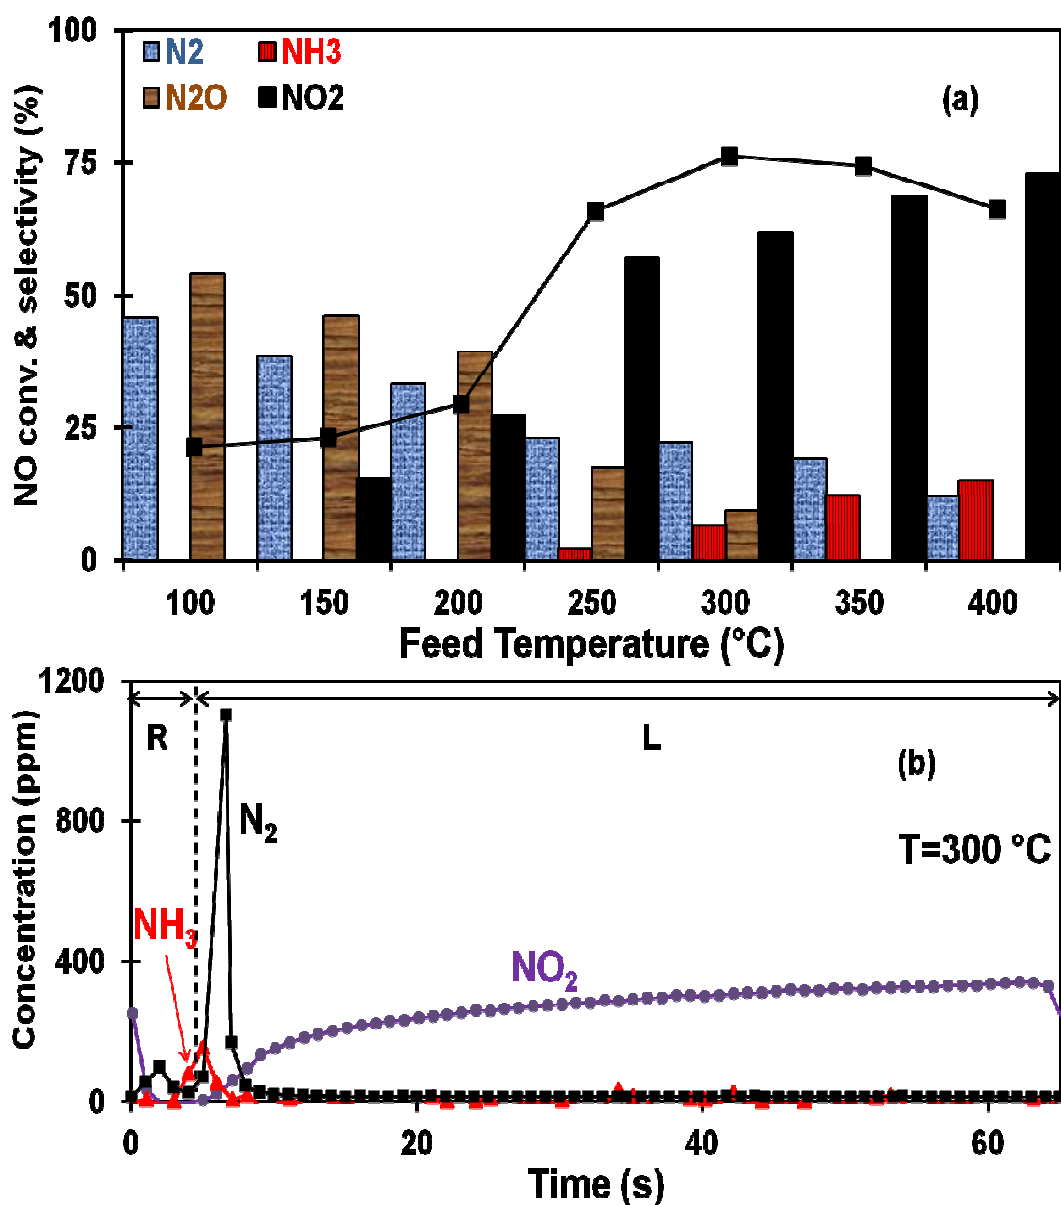 100
75
50
25
0
NO conv. & selectivity (%)
N2 NH3
N2O NO2
(a)
100 150 200 250 300 350 400
Feed Temperature (°C)
1200
800
400
0
Concentration (ppm)
R L
(b)
N₂
T=300 °C
NH₃
NO₂
0 20 40 60
Time (s)